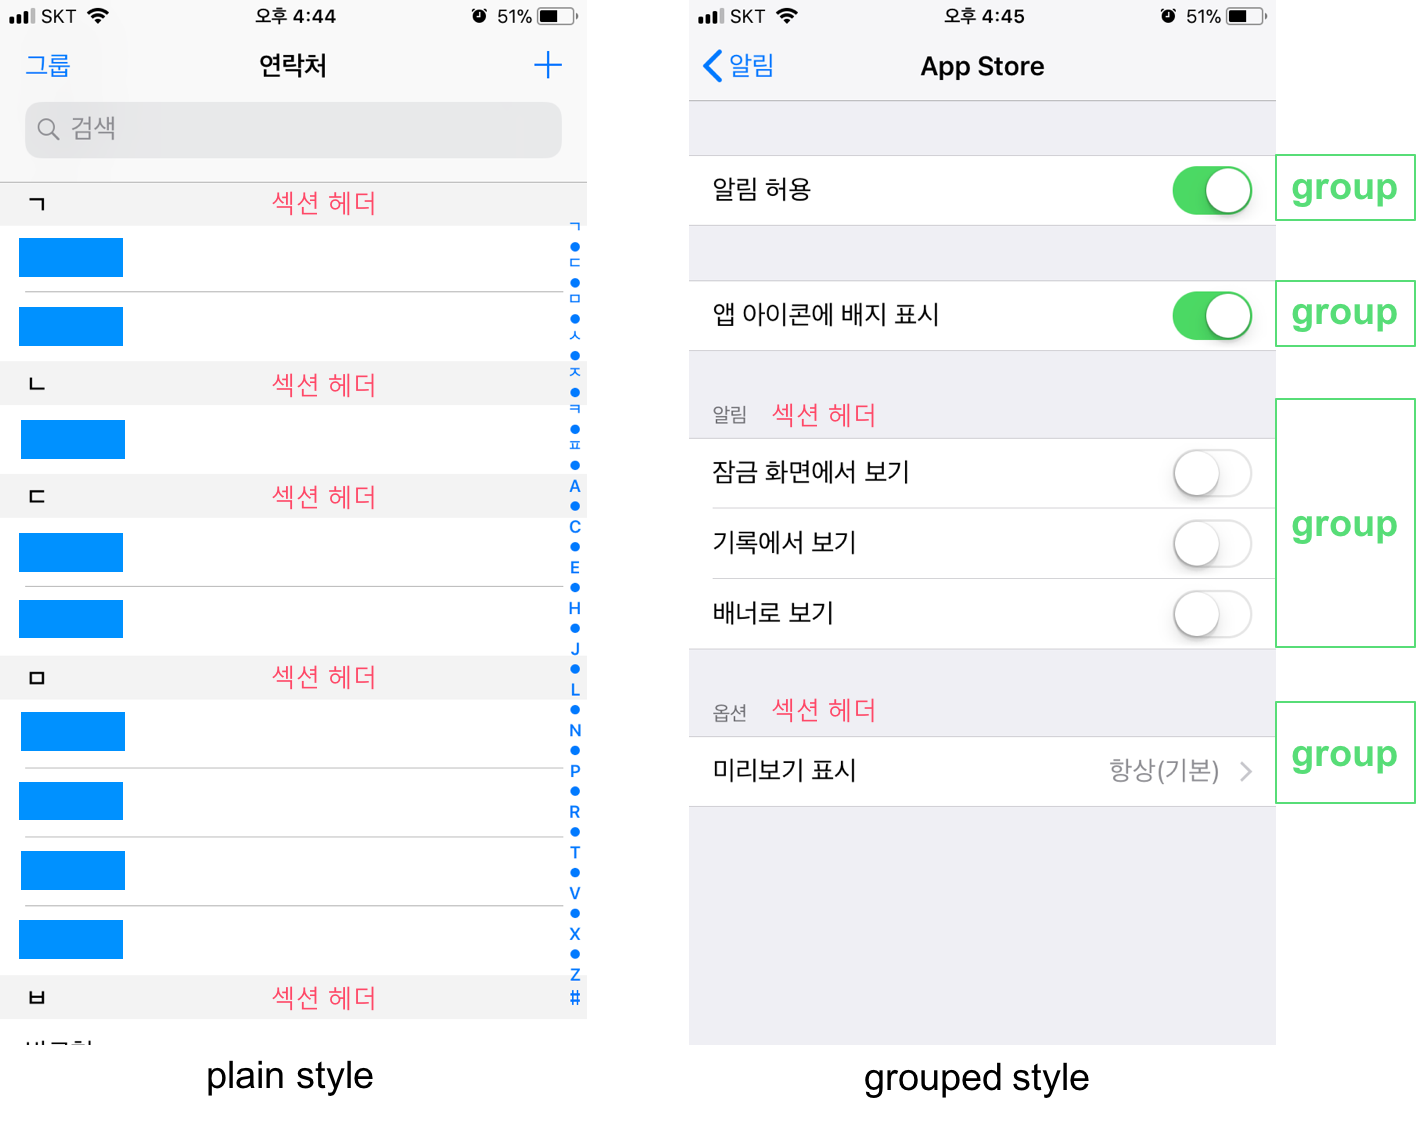 SKT 오후 4:44 51%
그룹 연락처
검색
ㄱ 섹션 헤더
ㄴ 섹션 헤더
ㄷ 섹션 헤더
ㅁ 섹션 헤더
ㅂ 섹션 헤더
ㄱ
ㄷ
ㅁ
ㅅ
ㅈ
ㅋ
ㅍ
A
C
E
H
J
L
N
P
R
T
V
X
Z
#
plain style
SKT 오후 4:45 51%
알림 App Store
알림 허용
group
앱 아이콘에 배지 표시
group
알림 섹션 헤더
잠금 화면에서 보기
기록에서 보기
group
배너로 보기
옵션 섹션 헤더
미리보기 표시 항상(기본)
group
grouped style